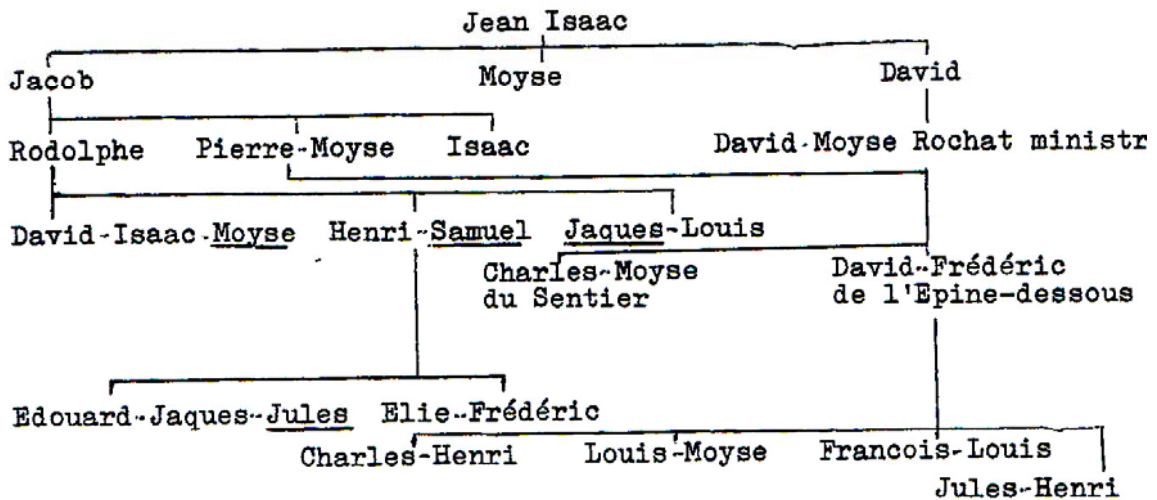 Jean Isaac
Jacob Moyse David
Rodolphe Pierre-Moyse Isaac David-Moyse Rochat ministr
David-Isaac-Moyse Henri-Samuel Jaques-Louis
Charles-Moyse David-Frédéric
du Sentier de l'Epine-dessous
Edouard-Jaques-Jules Elie-Frédéric
Charles-Henri Louis-Moyse Francois-Louis
Jules-Henri